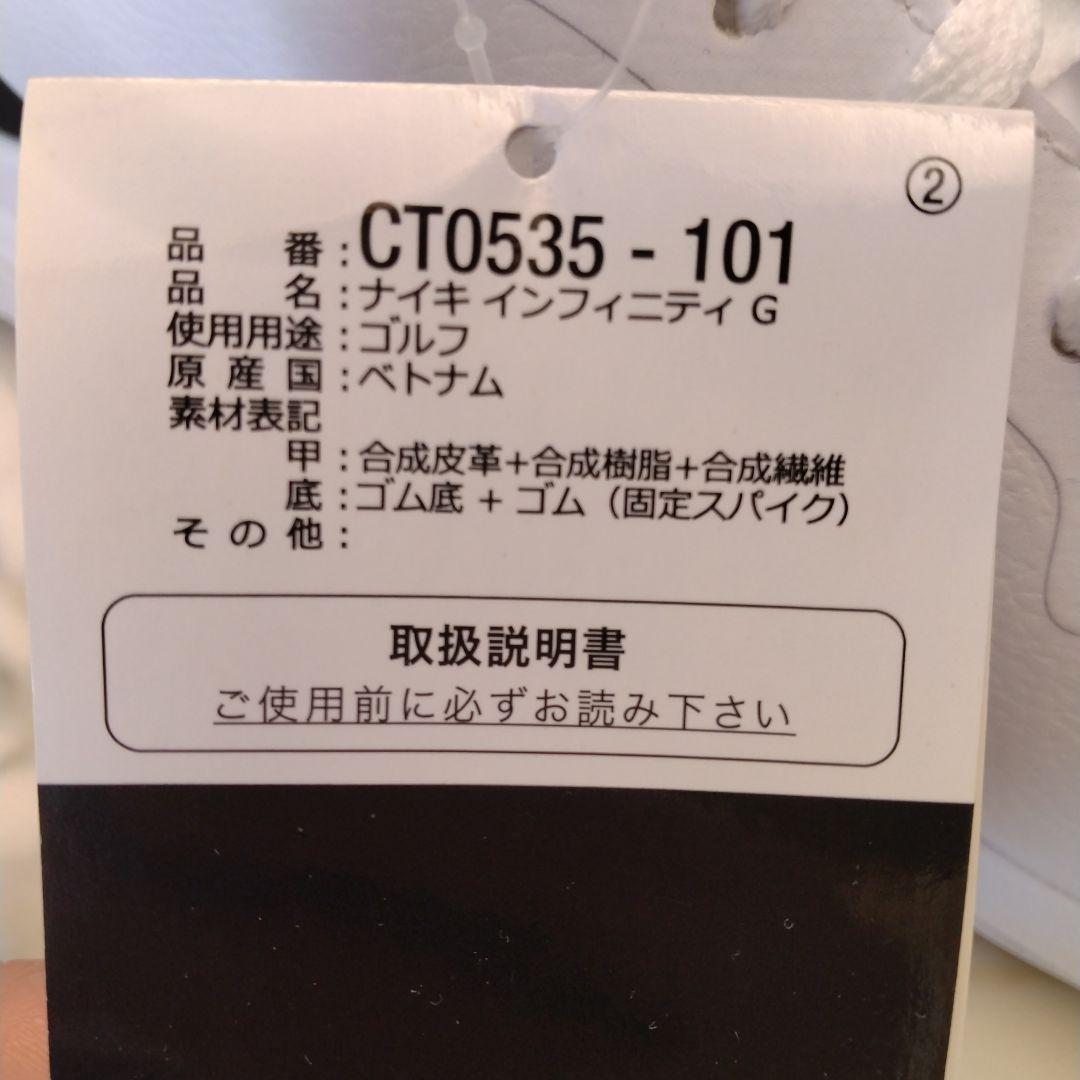 ②
品番:CT0535-101
品名:ナイキ インフィニティ G
使用用途:ゴルフ
原産国:ベトナム
素材表記
甲:合成皮革+合成樹脂+合成繊維
底:ゴム底 + ゴム (固定スパイク)
その他:
取扱説明書
ご使用前に必ずお読み下さい